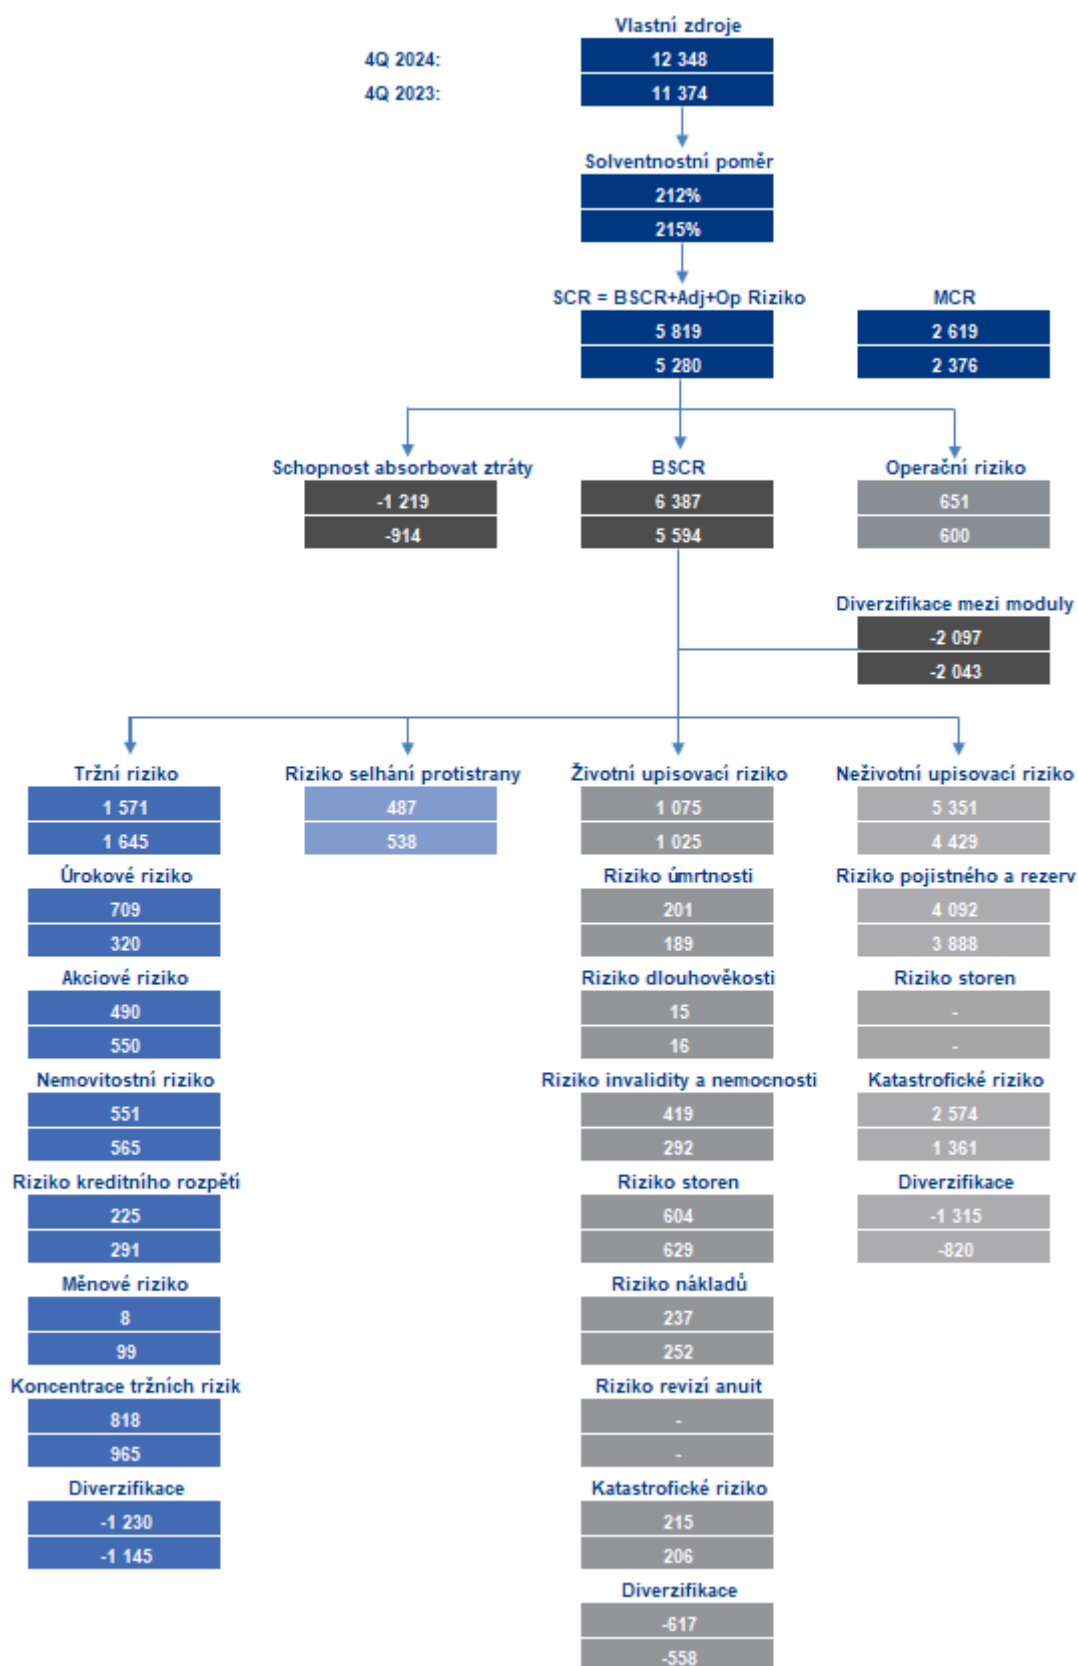 Vlastní zdroje
4Q 2024: 12 348
4Q 2023: 11 374
Solventnostní poměr
212%
215%
SCR = BSCR+Adj+Op Riziko MCR
5 819 2 619
5 280 2 376
Schopnost absorbovat ztráty BSCR Operační riziko
-1 219 6 387 651
-914 5 594 600
Diverzifikace mezi moduly
-2 097
-2 043
Tržní riziko Riziko selhání protistrany Životní upisovací riziko Neživotní upisovací riziko
1 571 487 1 075 5 351
1 645 538 1 025 4 429
Úrokové riziko Riziko úmrtnosti Riziko pojistného a rezerv
709 201 4 092
320 189 3 888
Akciové riziko Riziko dlouhověkosti Riziko storen
490 15 -
550 16 -
Nemovitostní riziko Riziko invalidity a nemocnosti Katastrofické riziko
551 419 2 574
565 292 1 361
Riziko kreditního rozpětí Riziko storen Diverzifikace
225 604 -1 315
291 629 -820
Měnové riziko Riziko nákladů
8 237
99 252
Koncentrace tržních rizik Riziko revizí anuit
818 -
965 -
Diverzifikace Katastrofické riziko
-1 230 215
-1 145 206
Diverzifikace
-617
-558